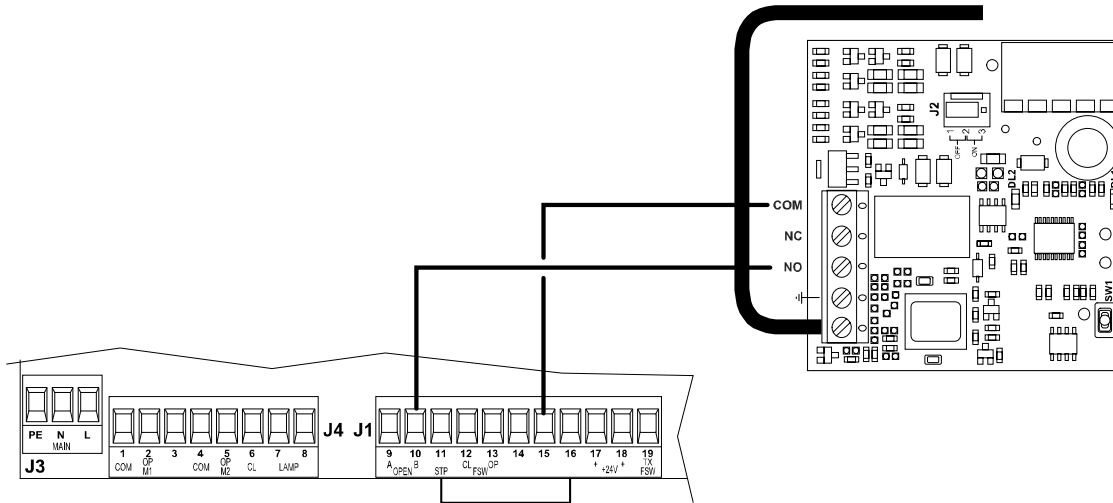 J2
1 2 3
OFF ON
DL2
COM
NC
NO
SW1
PE N L
MAIN
J3
J4 J1
1 2 3 4 5 6 7 8
COM OP M1 COM OP M2 CL LAMP
9 10 11 12 13 14 15 16 17 18 19
A OPEN B STP CL FSW OP + +24V + TX FSW